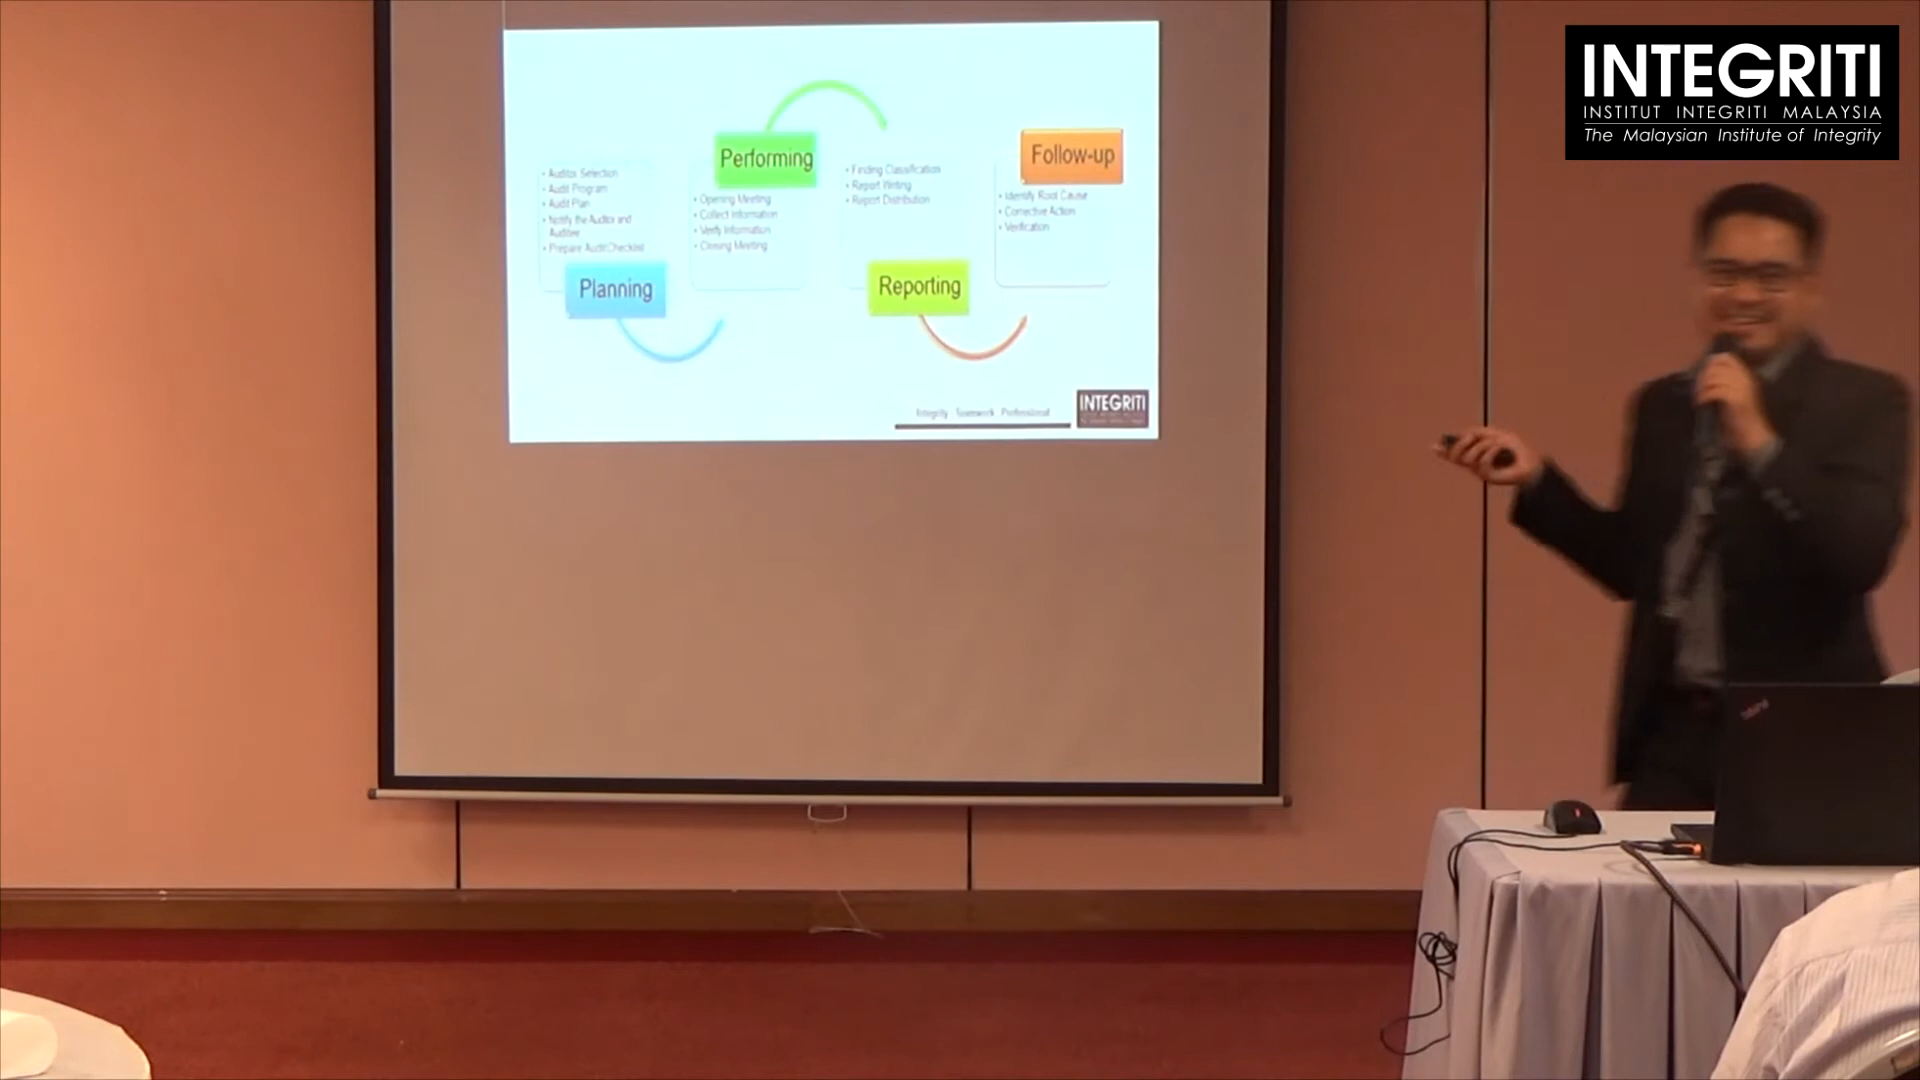 INTEGRITI
INSTITUT INTEGRITI MALAYSIA
The Malaysian Institute of Integrity
• Auditor Selection
• Audit Program
• Audit Plan
• Notify the Auditor and
Auditee
• Prepare Audit Checklist
Planning
Performing
• Opening Meeting
• Collect Information
• Verify Information
• Closing Meeting
• Finding Classification
• Report Writing
• Report Distribution
Reporting
Follow-up
• Identify Root Cause
• Corrective Action
• Verification
Integrity Teamwork Professional
INTEGRITI